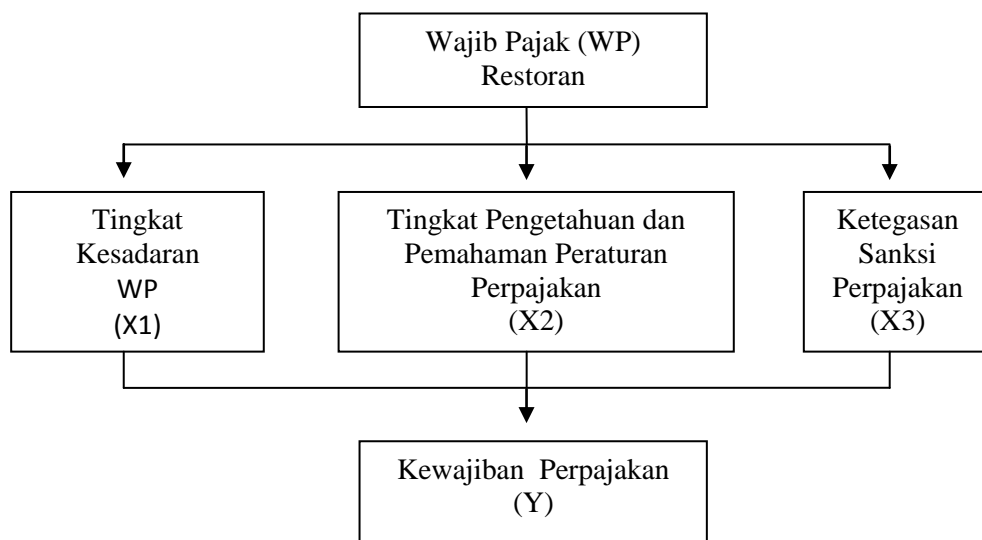 Wajib Pajak (WP)
Restoran
Tingkat
Kesadaran
WP
(X1)
Tingkat Pengetahuan dan
Pemahaman Peraturan
Perpajakan
(X2)
Ketegasan
Sanksi
Perpajakan
(X3)
Kewajiban Perpajakan
(Y)